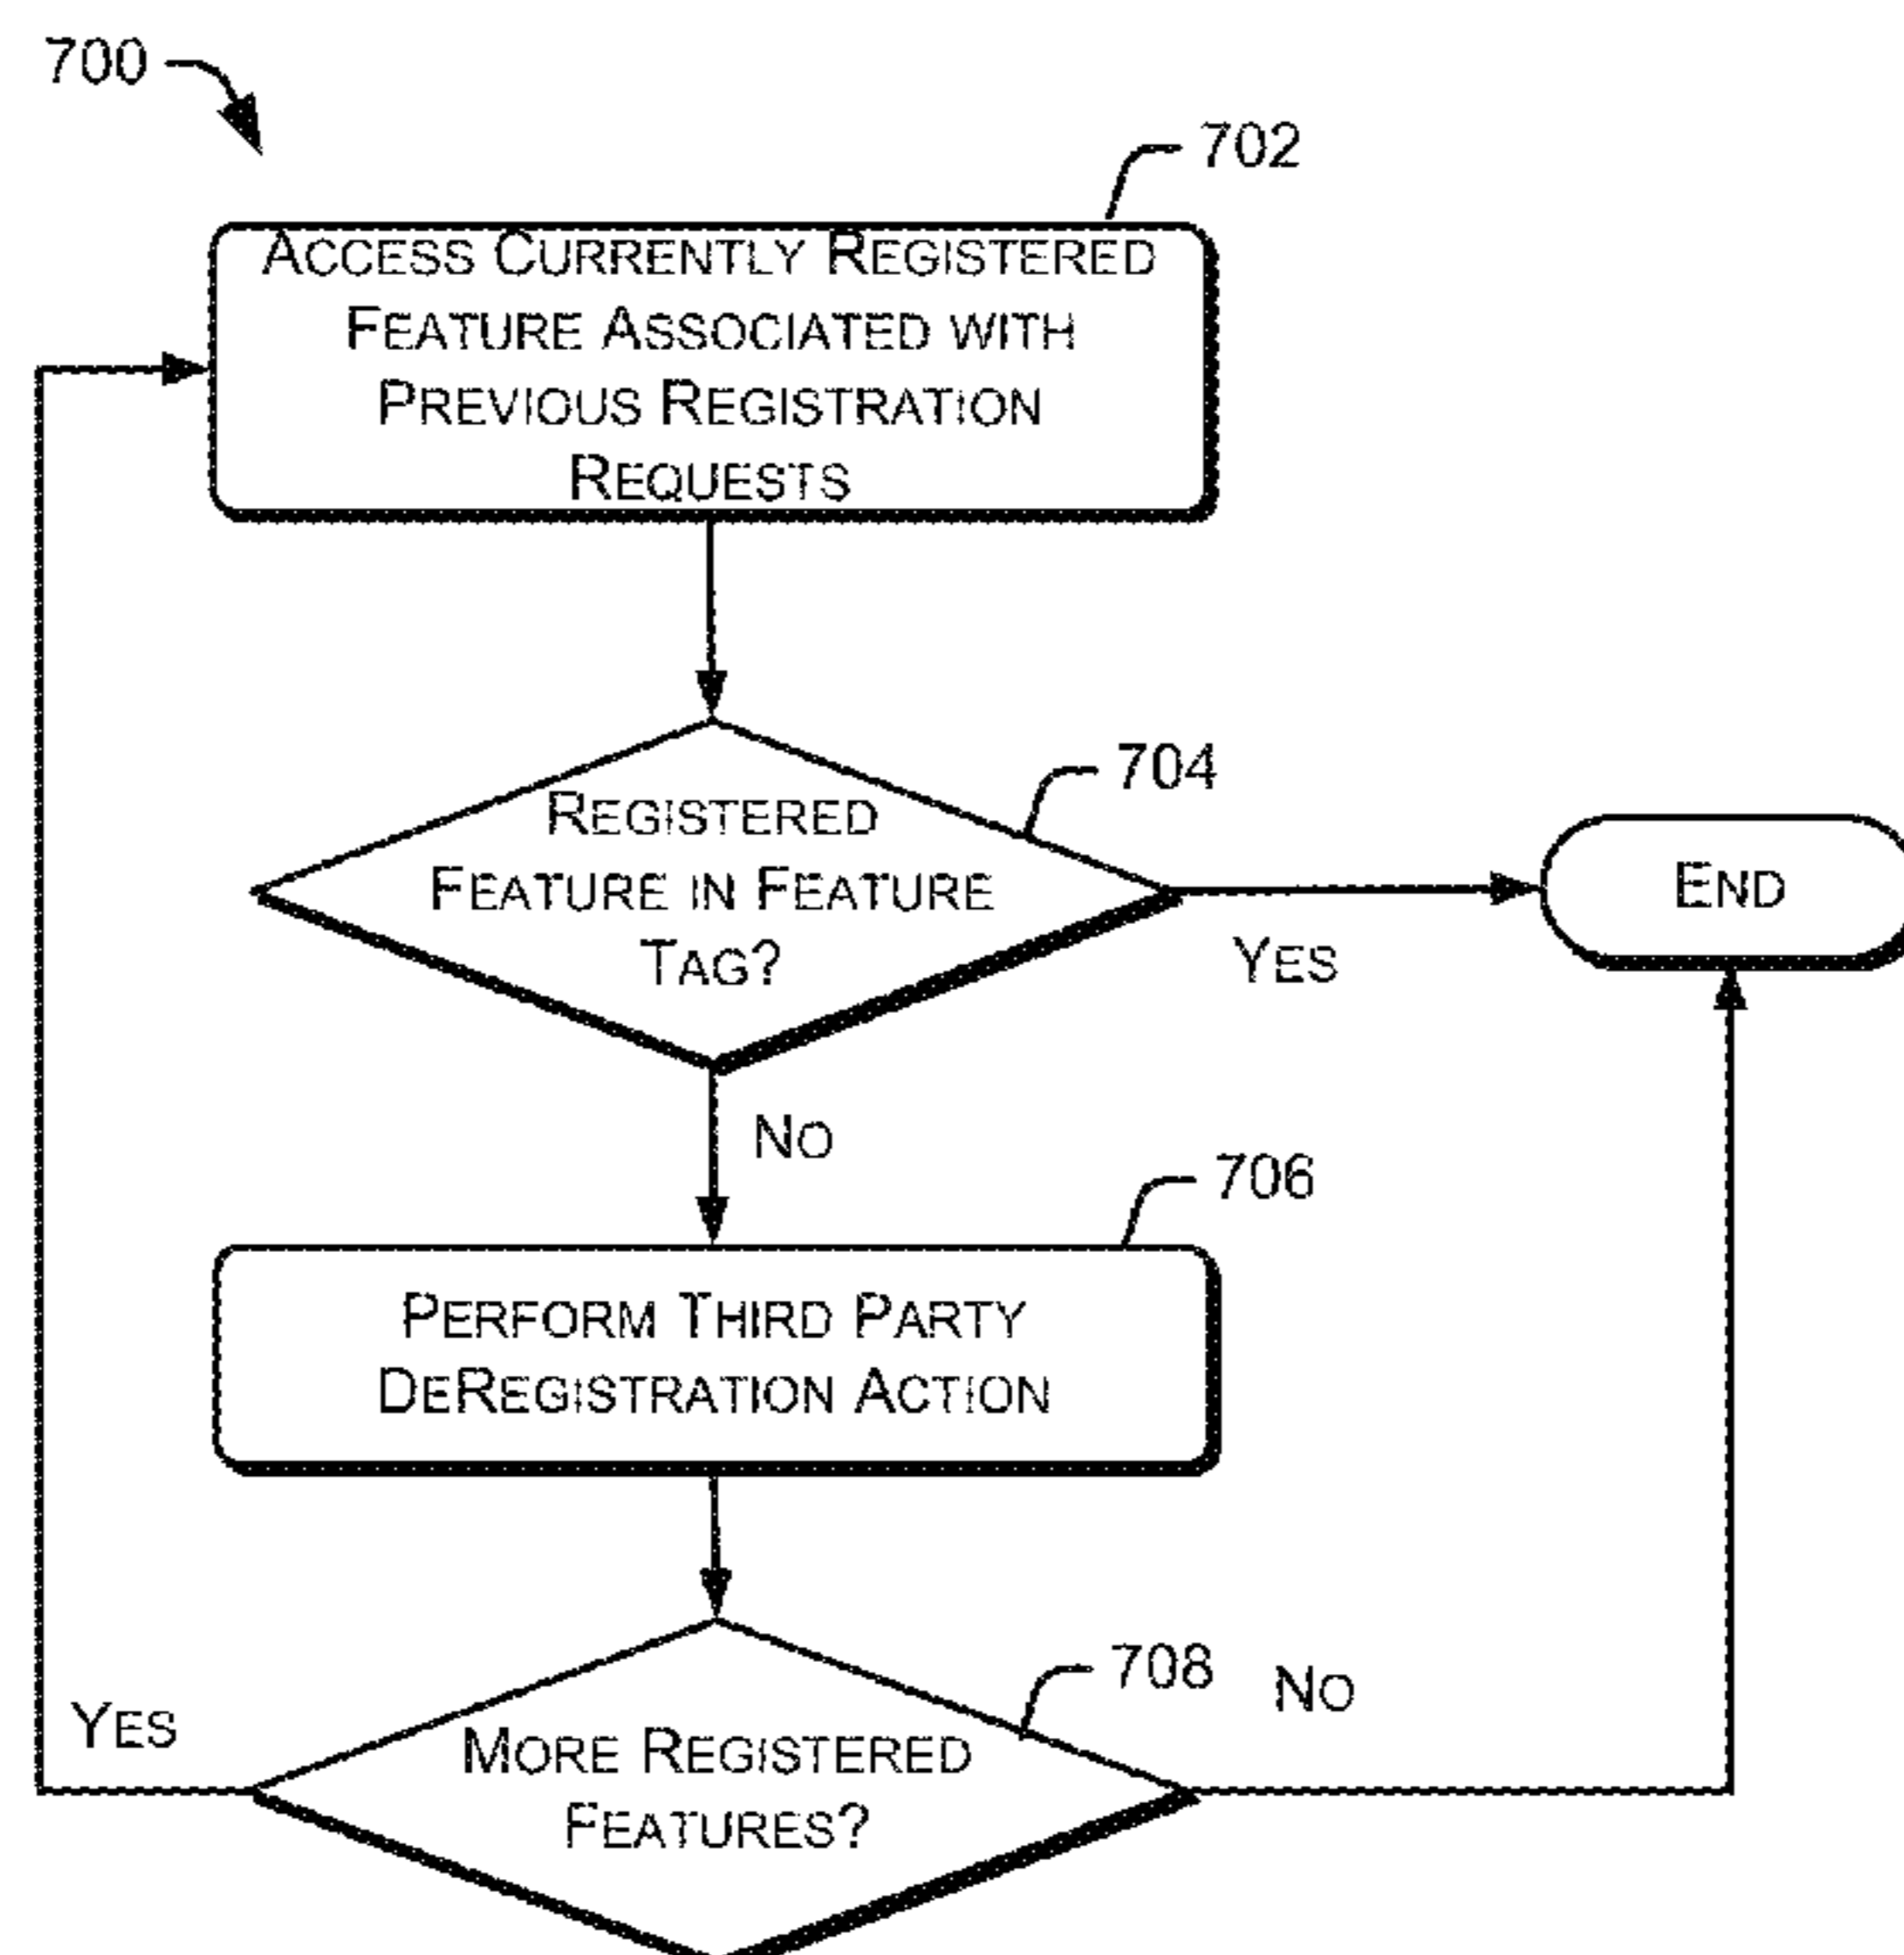 700
702
ACCESS CURRENTLY REGISTERED
FEATURE ASSOCIATED WITH
PREVIOUS REGISTRATION
REQUESTS
704
REGISTERED
FEATURE IN FEATURE
TAG?
YES
END
NO
706
PERFORM THIRD PARTY
DEREGISTRATION ACTION
708
NO
YES
MORE REGISTERED
FEATURES?